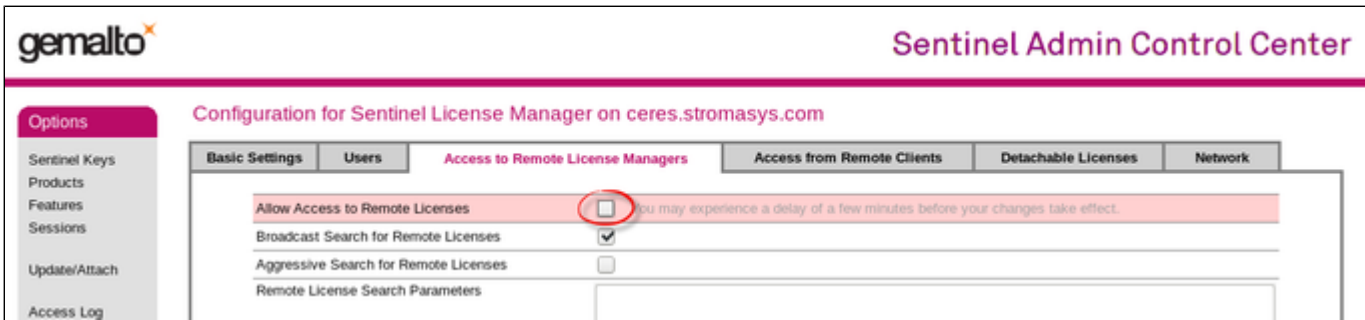 gemalto
Sentinel Admin Control Center
Options
Sentinel Keys
Products
Features
Sessions
Update/Attach
Access Log
Configuration for Sentinel License Manager on ceres.stromasys.com
Basic Settings Users Access to Remote License Managers Access from Remote Clients Detachable Licenses Network
Allow Access to Remote Licenses ou may experience a delay of a few minutes before your changes take effect.
Broadcast Search for Remote Licenses
Aggressive Search for Remote Licenses
Remote License Search Parameters